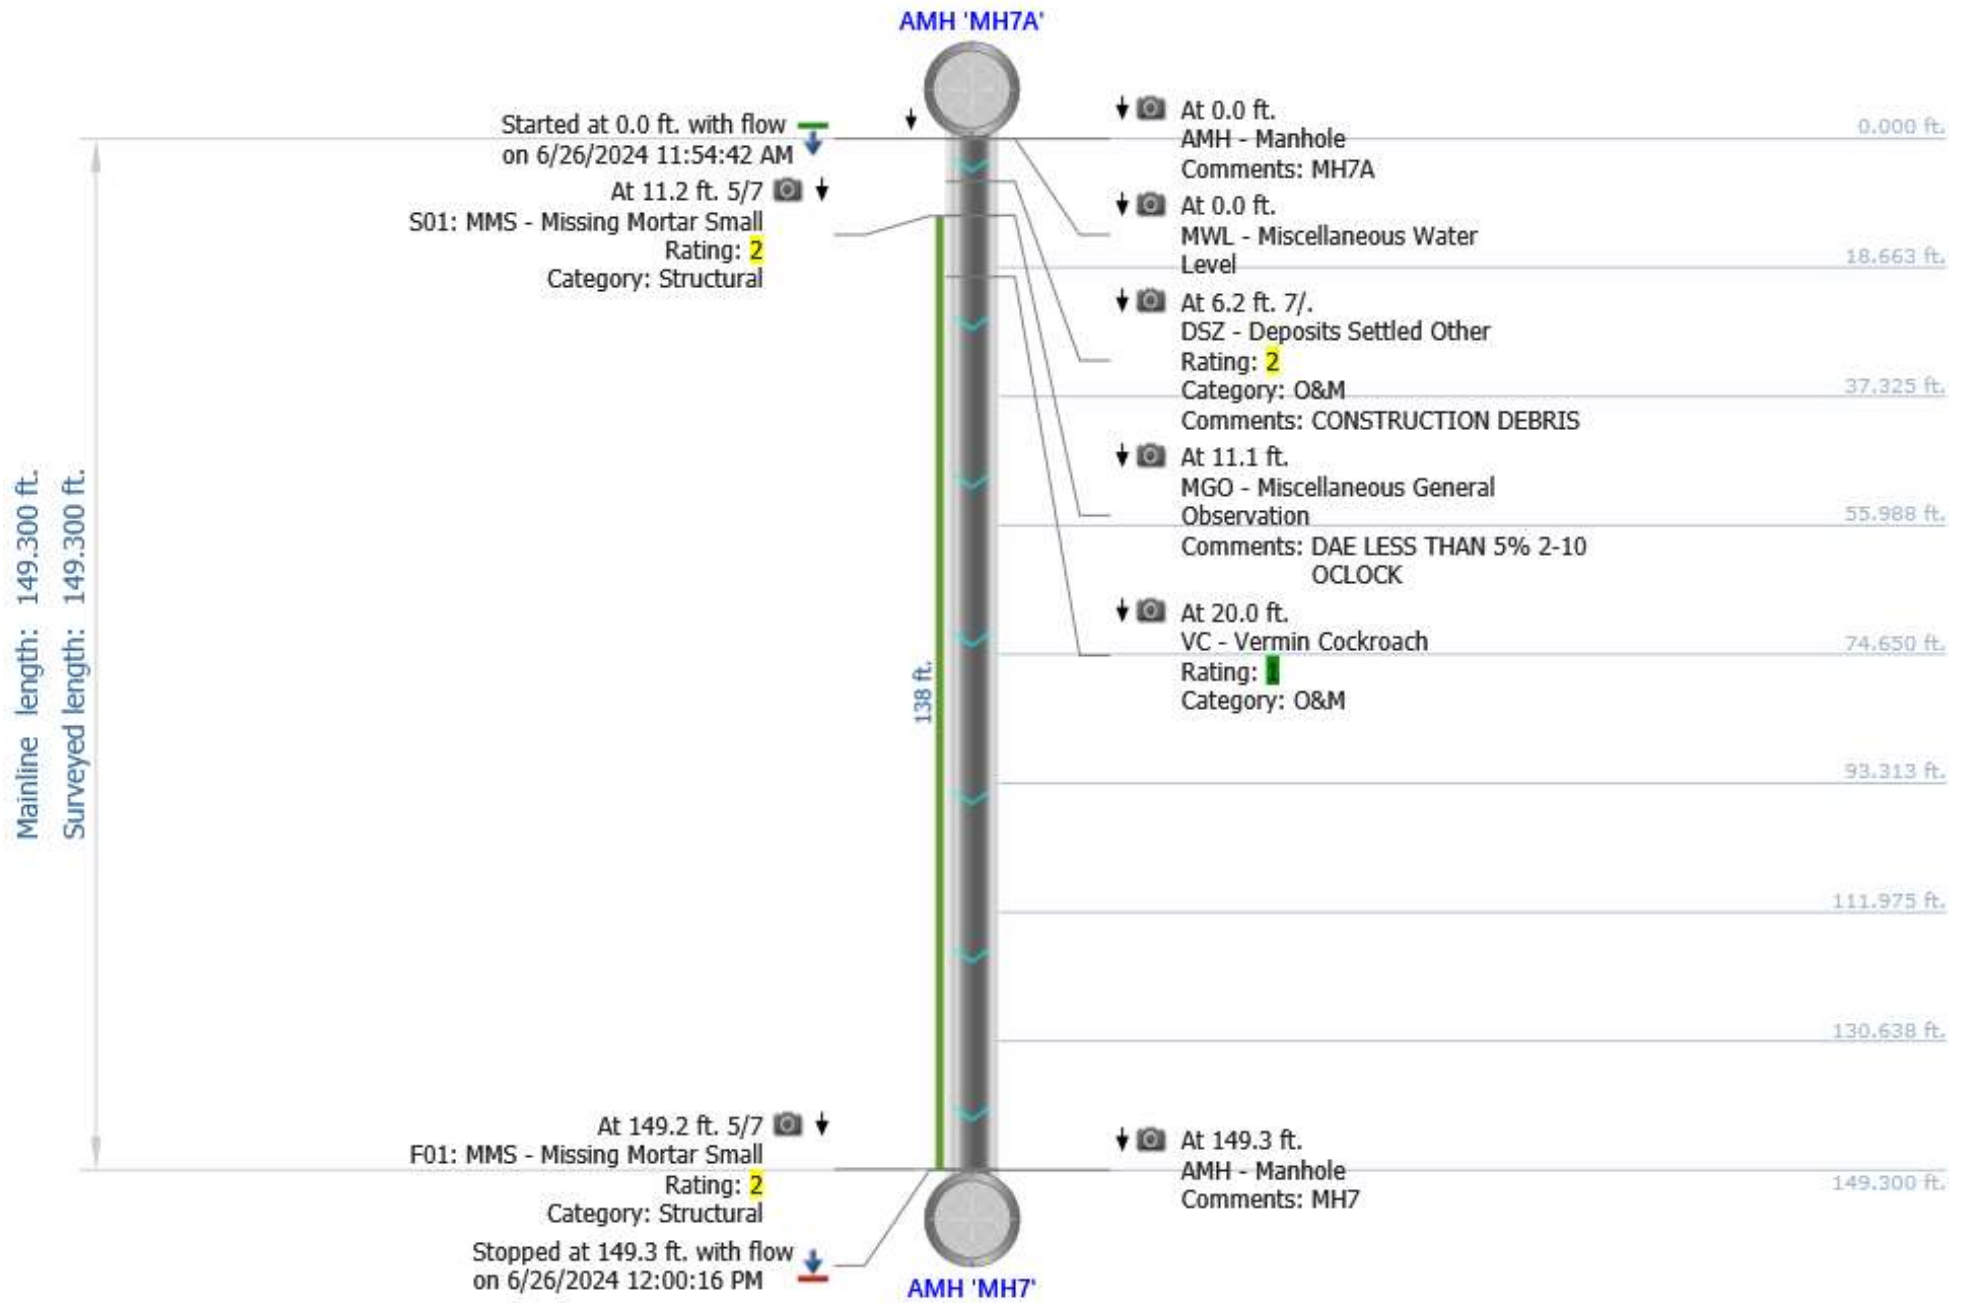 AMH 'MH7A'
Started at 0.0 ft. with flow
on 6/26/2024 11:54:42 AM
At 11.2 ft. 5/7
S01: MMS - Missing Mortar Small
Rating: 2
Category: Structural
At 0.0 ft.
AMH - Manhole
Comments: MH7A
At 0.0 ft.
MWL - Miscellaneous Water
Level
At 6.2 ft. 7/.
DSZ - Deposits Settled Other
Rating: 2
Category: O&M
Comments: CONSTRUCTION DEBRIS
At 11.1 ft.
MGO - Miscellaneous General
Observation
Comments: DAE LESS THAN 5% 2-10
OCLOCK
At 20.0 ft.
VC - Vermin Cockroach
Rating: 1
Category: O&M
0.000 ft.
18.663 ft.
37.325 ft.
55.988 ft.
74.650 ft.
93.313 ft.
111.975 ft.
130.638 ft.
149.300 ft.
Mainline length: 149.300 ft.
Surveyed length: 149.300 ft.
138 ft.
At 149.2 ft. 5/7
F01: MMS - Missing Mortar Small
Rating: 2
Category: Structural
Stopped at 149.3 ft. with flow
on 6/26/2024 12:00:16 PM
At 149.3 ft.
AMH - Manhole
Comments: MH7
AMH 'MH7'